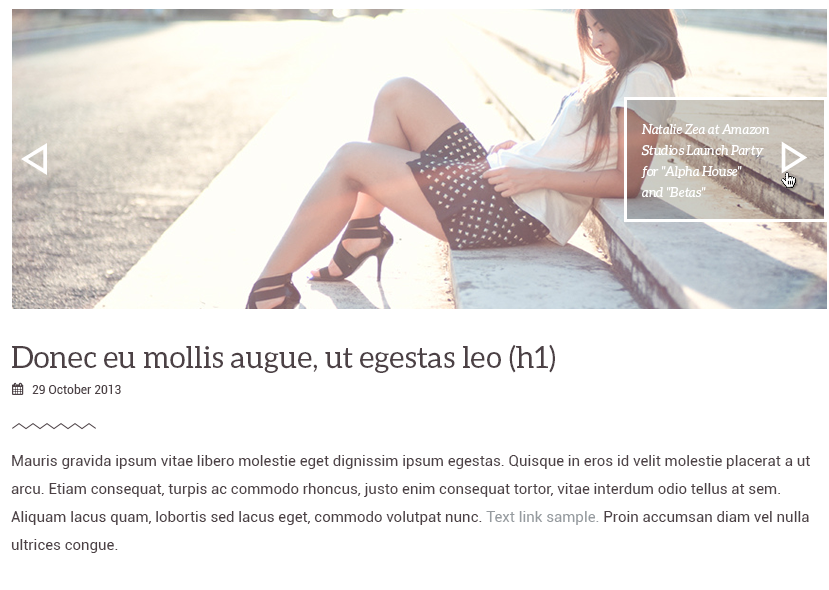 Natalie Zea at Amazon
Studios Launch Party
for "Alpha House"
and "Betas"
Donec eu mollis augue, ut egestas leo (h1)
29 October 2013
Mauris gravida ipsum vitae libero molestie eget dignissim ipsum egestas. Quisque in eros id velit molestie placerat a ut
arcu. Etiam consequat, turpis ac commodo rhoncus, justo enim consequat tortor, vitae interdum odio tellus at sem.
Aliquam lacus quam, lobortis sed lacus eget, commodo volutpat nunc. Text link sample. Proin accumsan diam vel nulla
ultrices congue.